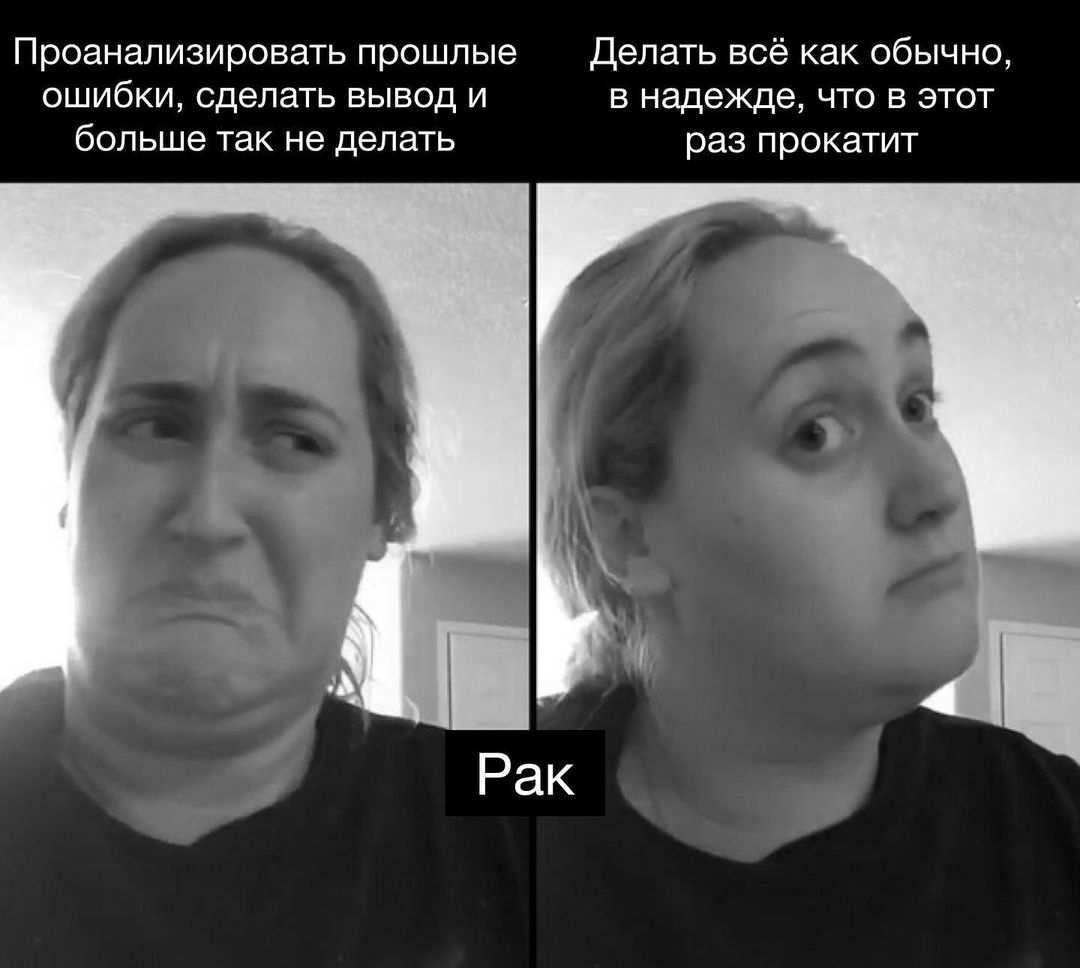 Проанализировать прошлые
ошибки, сделать вывод и
больше так не делать
Делать всё как обычно,
в надежде, что в этот
раз прокатит
Рак